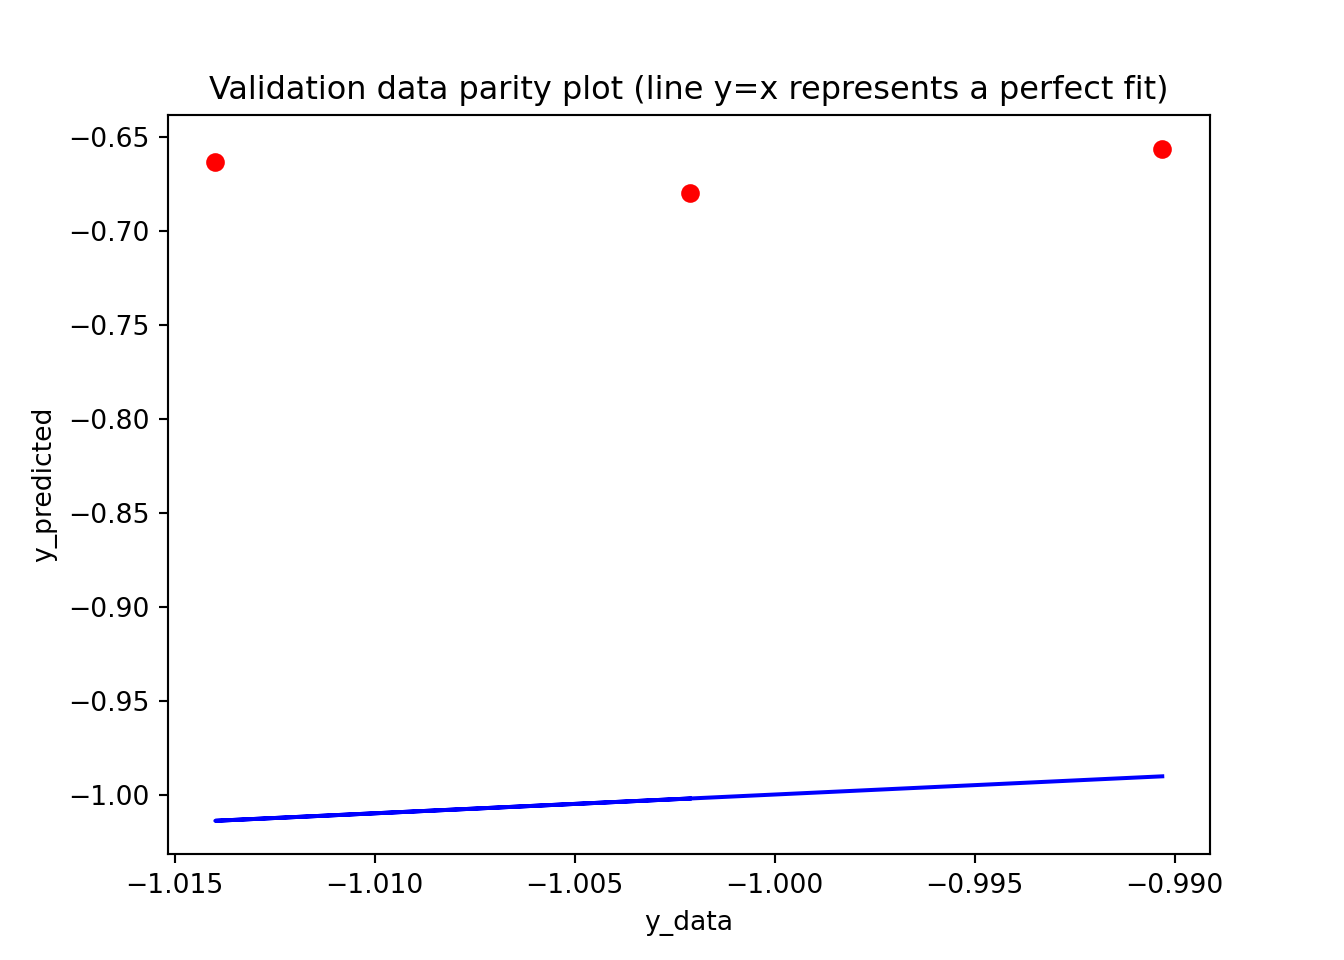 Validation data parity plot (line y=x represents a perfect fit)
−0.65
−0.70
−0.75
−0.80
−0.85
−0.90
−0.95
−1.00
y_predicted
−1.015 −1.010 −1.005 −1.000 −0.995 −0.990
y_data